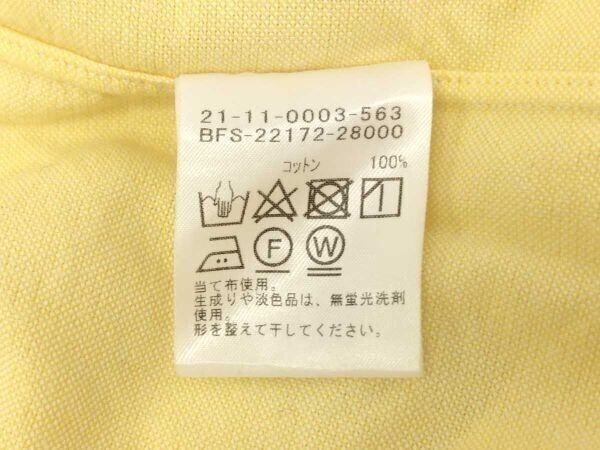 21-11-0003-563
BFS-22172-28000
コットン 100%
F W
当て布使用。
生成りや淡色品は、無蛍光洗剤
使用。
形を整えて干してください。